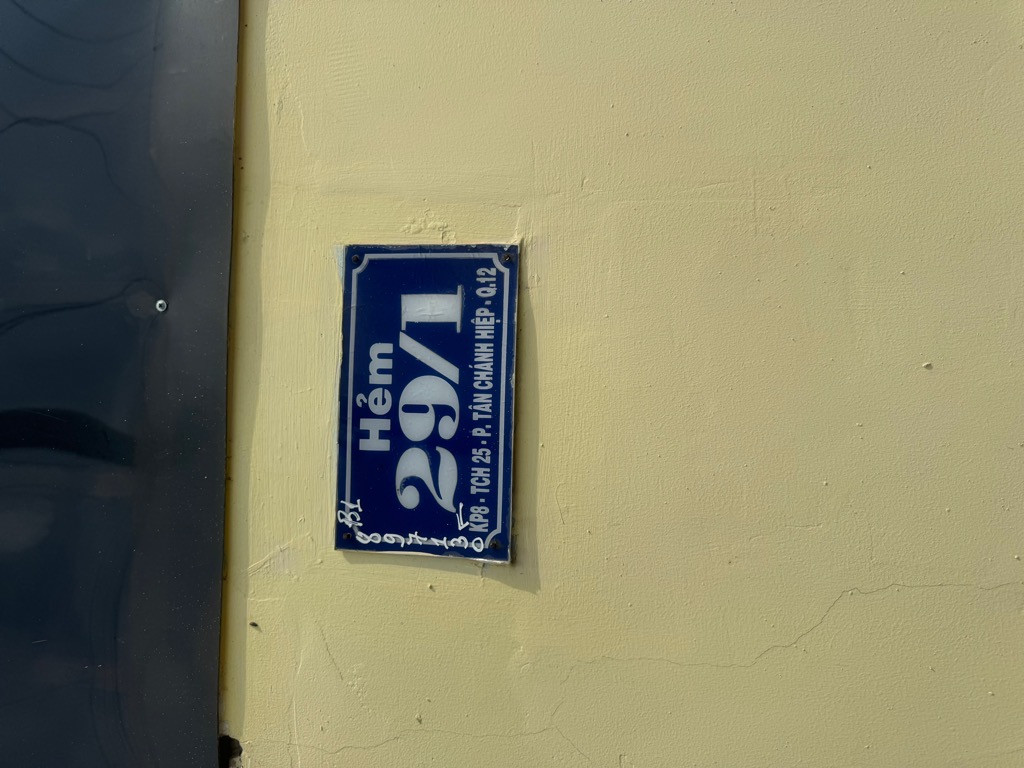 Hẻm
29/1
KP8 - TCH 25 - P. TÂN CHÁNH HIỆP - Q.12